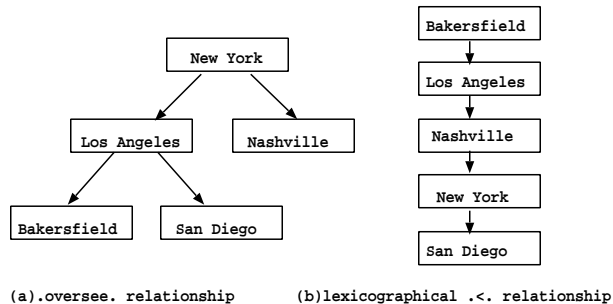 New York
Los Angeles
Nashville
Bakersfield
San Diego
(a).oversee. relationship
Bakersfield
Los Angeles
Nashville
New York
San Diego
(b)lexicographical .<. relationship